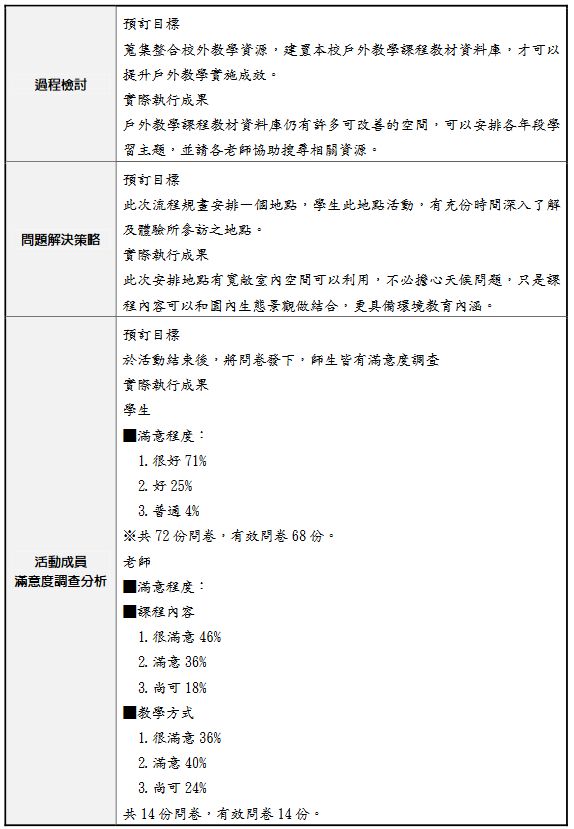 過程檢討
預訂目標
蒐集整合校外教學資源，建置本校戶外教學課程教材資料庫，才可以
提升戶外教學實施成效。
實際執行成果
戶外教學課程教材資料庫仍有許多可改善的空間，可以安排各年段學
習主題，並請各老師協助搜尋相關資源。
問題解決策略
預訂目標
此次流程規畫安排一個地點，學生此地點活動，有充份時間深入了解
及體驗所參訪之地點。
實際執行成果
此次安排地點有寬敞室內空間可以利用，不必擔心天候問題，只是課
程內容可以和園內生態景觀做結合，更具備環境教育內涵。
活動成員
滿意度調查分析
預訂目標
於活動結束後，將問卷發下，師生皆有滿意度調查
實際執行成果
學生
■滿意程度：
1.很好 71%
2.好 25%
3.普通 4%
※共 72 份問卷，有效問卷 68 份。
老師
■滿意程度：
■課程內容
1.很滿意 46%
2.滿意 36%
3.尚可 18%
■教學方式
1.很滿意 36%
2.滿意 40%
3.尚可 24%
共 14 份問卷，有效問卷 14 份。